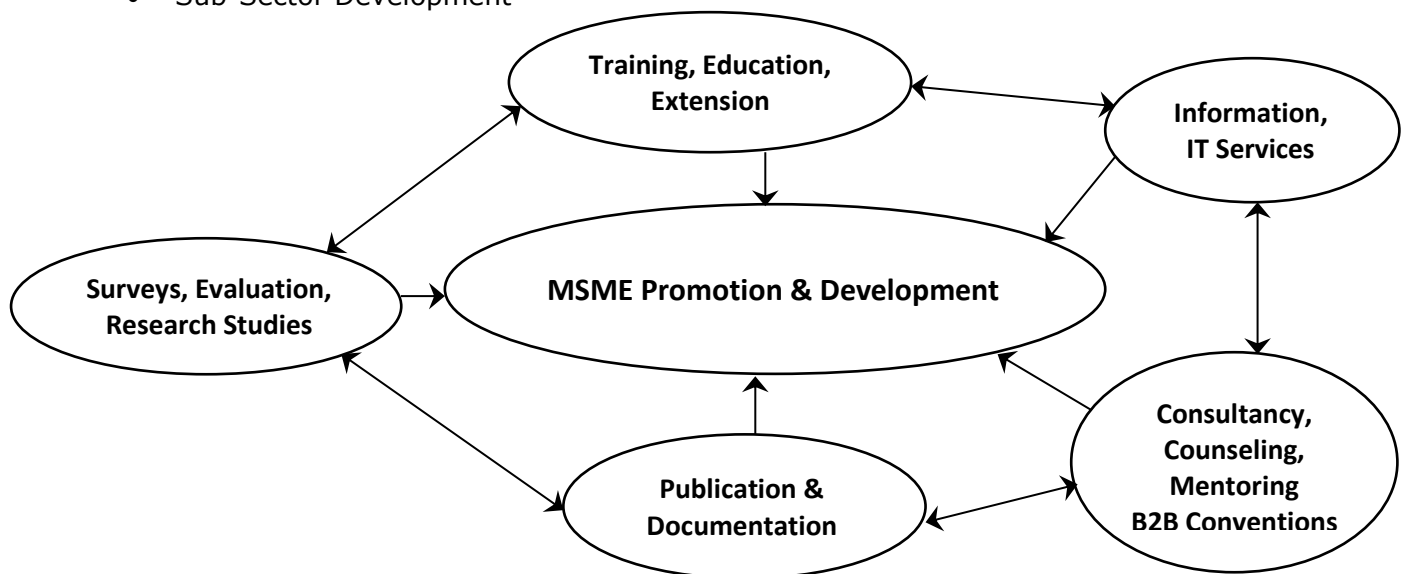 • Sub-Sector Development
Training, Education,
Extension
Information,
IT Services
MSME Promotion & Development
Surveys, Evaluation,
Research Studies
Consultancy,
Counseling,
Mentoring
B2B Conventions
Publication &
Documentation